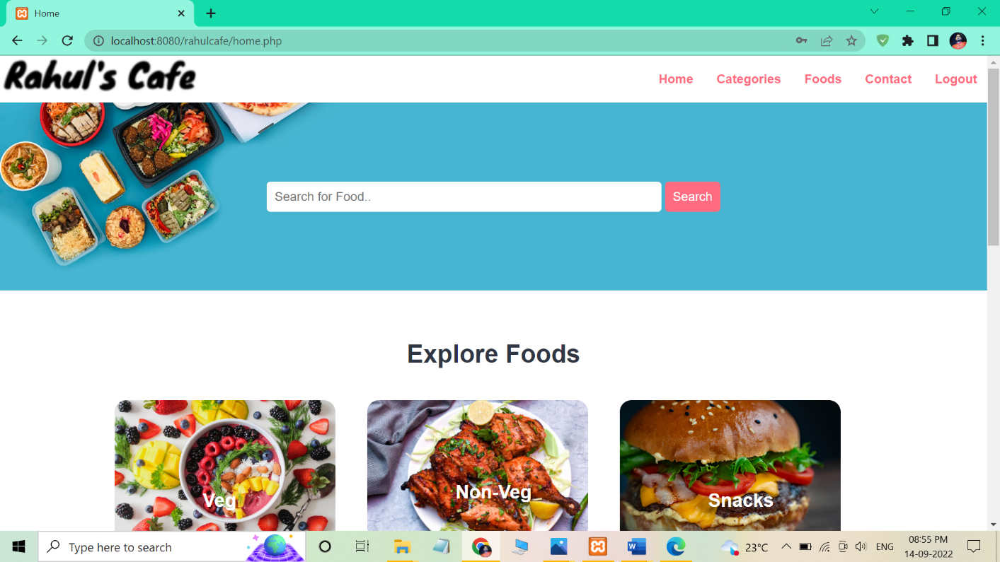 Home
localhost:8080/rahulcafe/home.php
Rahul's Cafe
Home Categories Foods Contact Logout
Search for Food.. Search
Explore Foods
Veg Non-Veg Snacks
Type here to search 23°C ENG 08:55 PM
14-09-2022